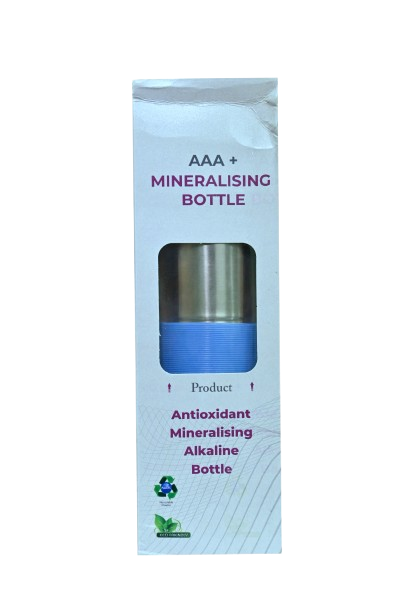 AAA +
MINERALISING
BOTTLE
Product
Antioxidant
Mineralising
Alkaline
Bottle